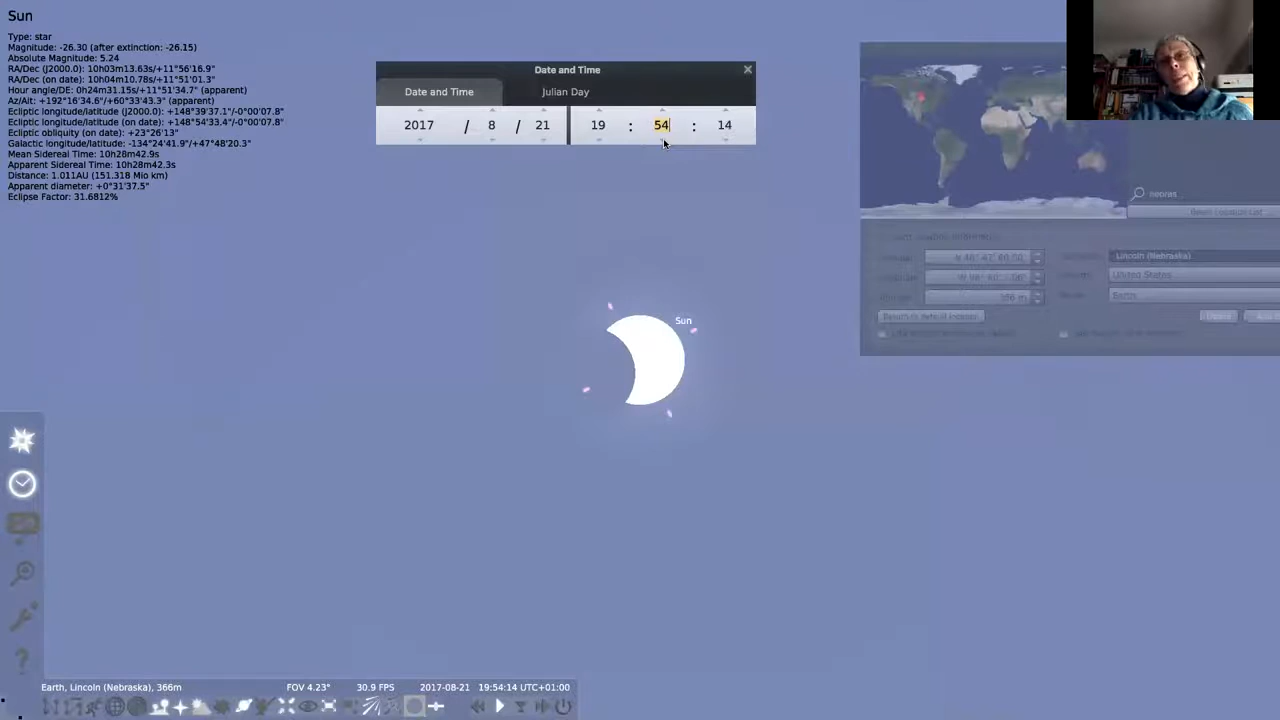 Sun
Type: star
Magnitude: -26.30 (after extinction: -26.15)
Absolute Magnitude: 5.24
RA/Dec (J2000.0): 10h03m13.63s/+11°56'16.9"
RA/Dec (on date): 10h04m10.78s/+11°51'01.3"
Hour angle/DE: 0h24m31.15s/+11°51'34.7" (apparent)
Az/Alt: +192°16'34.6"/+60°33'43.3" (apparent)
Ecliptic longitude/latitude (J2000.0): +148°39'37.1"/-0°00'07.8"
Ecliptic longitude/latitude (on date): +148°54'33.4"/-0°00'07.8"
Ecliptic obliquity (on date): +23°26'13"
Galactic longitude/latitude: -134°24'41.9"/+47°48'20.3"
Mean Sidereal Time: 10h28m42.9s
Apparent Sidereal Time: 10h28m42.3s
Distance: 1.011AU (151.318 Mio km)
Apparent diameter: +0°31'37.5"
Eclipse Factor: 31.6812%
Date and Time
Date and Time Julian Day
2017 / 8 / 21 19 : 54 : 14
Lincoln (Nebraska)
United States
366 m
Return to default location
Sun
Earth, Lincoln (Nebraska), 366m FOV 4.23° 30.9 FPS 2017-08-21 19:54:14 UTC+01:00